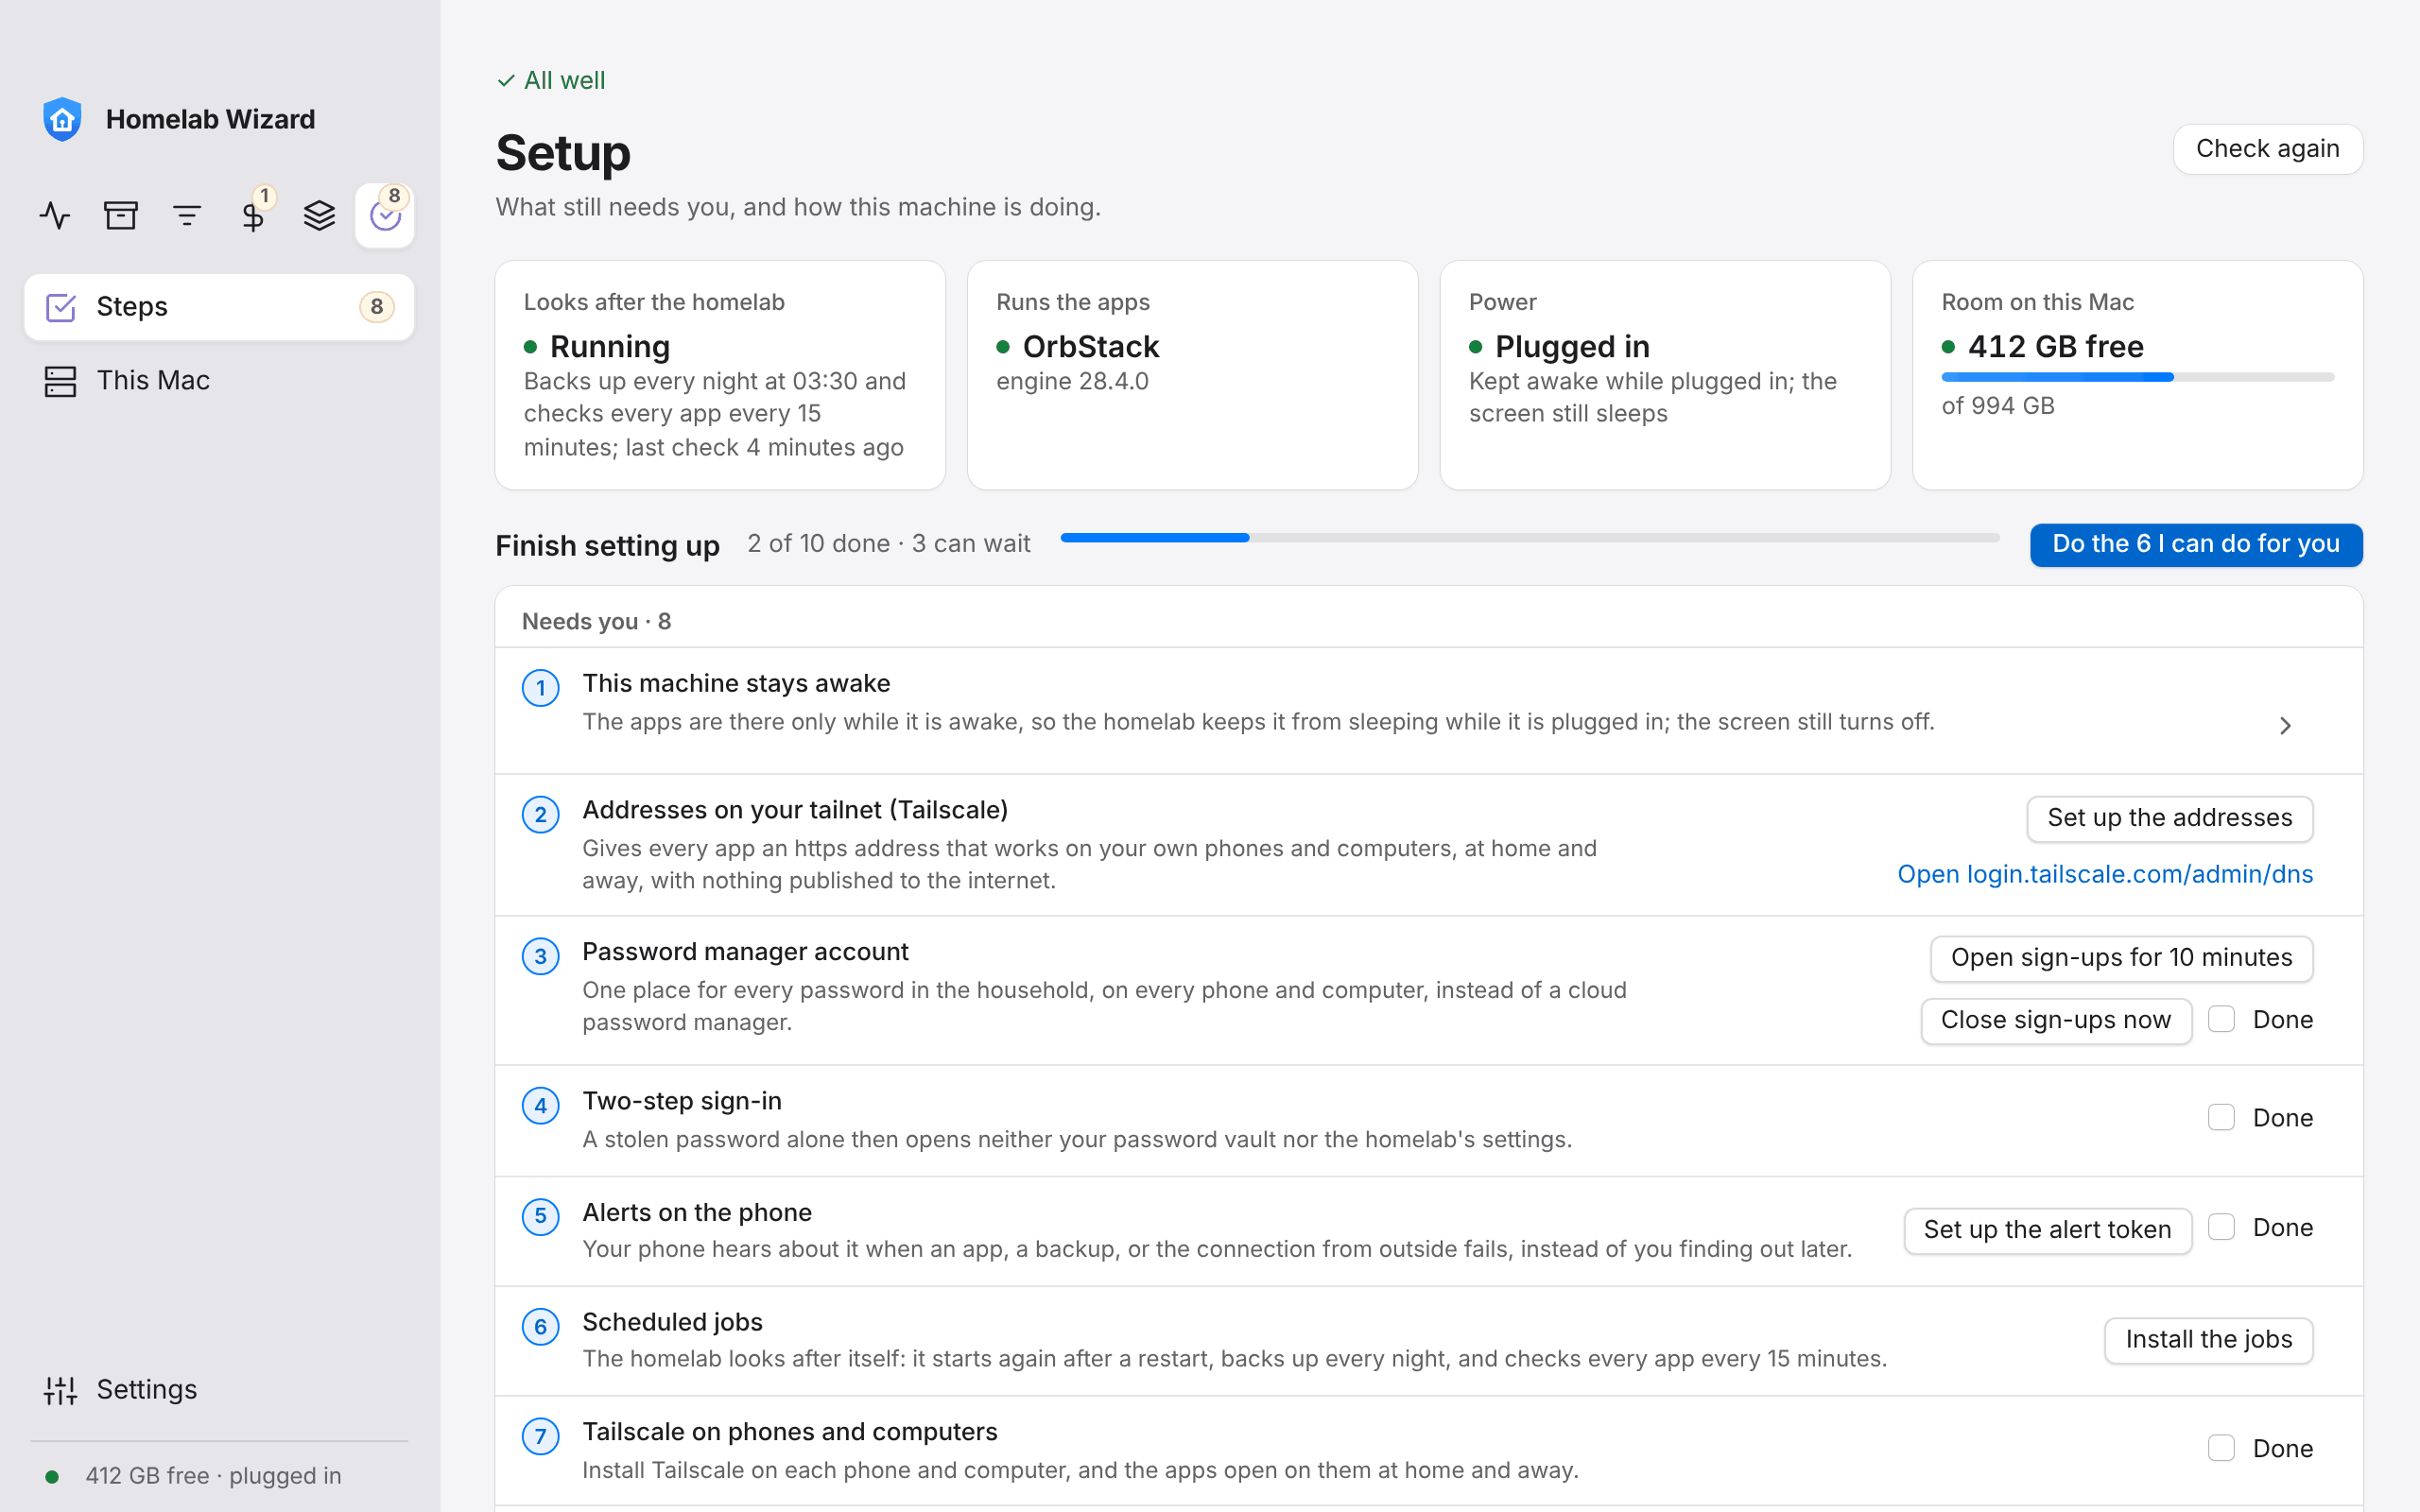 Homelab Wizard
1
8
Steps
8
This Mac
Settings
412 GB free · plugged in
All well
Setup
Check again
What still needs you, and how this machine is doing.
Looks after the homelab
Running
Backs up every night at 03:30 and
checks every app every 15
minutes; last check 4 minutes ago
Runs the apps
OrbStack
engine 28.4.0
Power
Plugged in
Kept awake while plugged in; the
screen still sleeps
Room on this Mac
412 GB free
of 994 GB
Finish setting up
2 of 10 done · 3 can wait
Do the 6 I can do for you
Needs you · 8
1
This machine stays awake
The apps are there only while it is awake, so the homelab keeps it from sleeping while it is plugged in; the screen still turns off.
2
Addresses on your tailnet (Tailscale)
Gives every app an https address that works on your own phones and computers, at home and
away, with nothing published to the internet.
Set up the addresses
Open login.tailscale.com/admin/dns
3
Password manager account
One place for every password in the household, on every phone and computer, instead of a cloud
password manager.
Open sign-ups for 10 minutes
Close sign-ups now
Done
4
Two-step sign-in
A stolen password alone then opens neither your password vault nor the homelab's settings.
Done
5
Alerts on the phone
Your phone hears about it when an app, a backup, or the connection from outside fails, instead of you finding out later.
Set up the alert token
Done
6
Scheduled jobs
The homelab looks after itself: it starts again after a restart, backs up every night, and checks every app every 15 minutes.
Install the jobs
7
Tailscale on phones and computers
Install Tailscale on each phone and computer, and the apps open on them at home and away.
Done